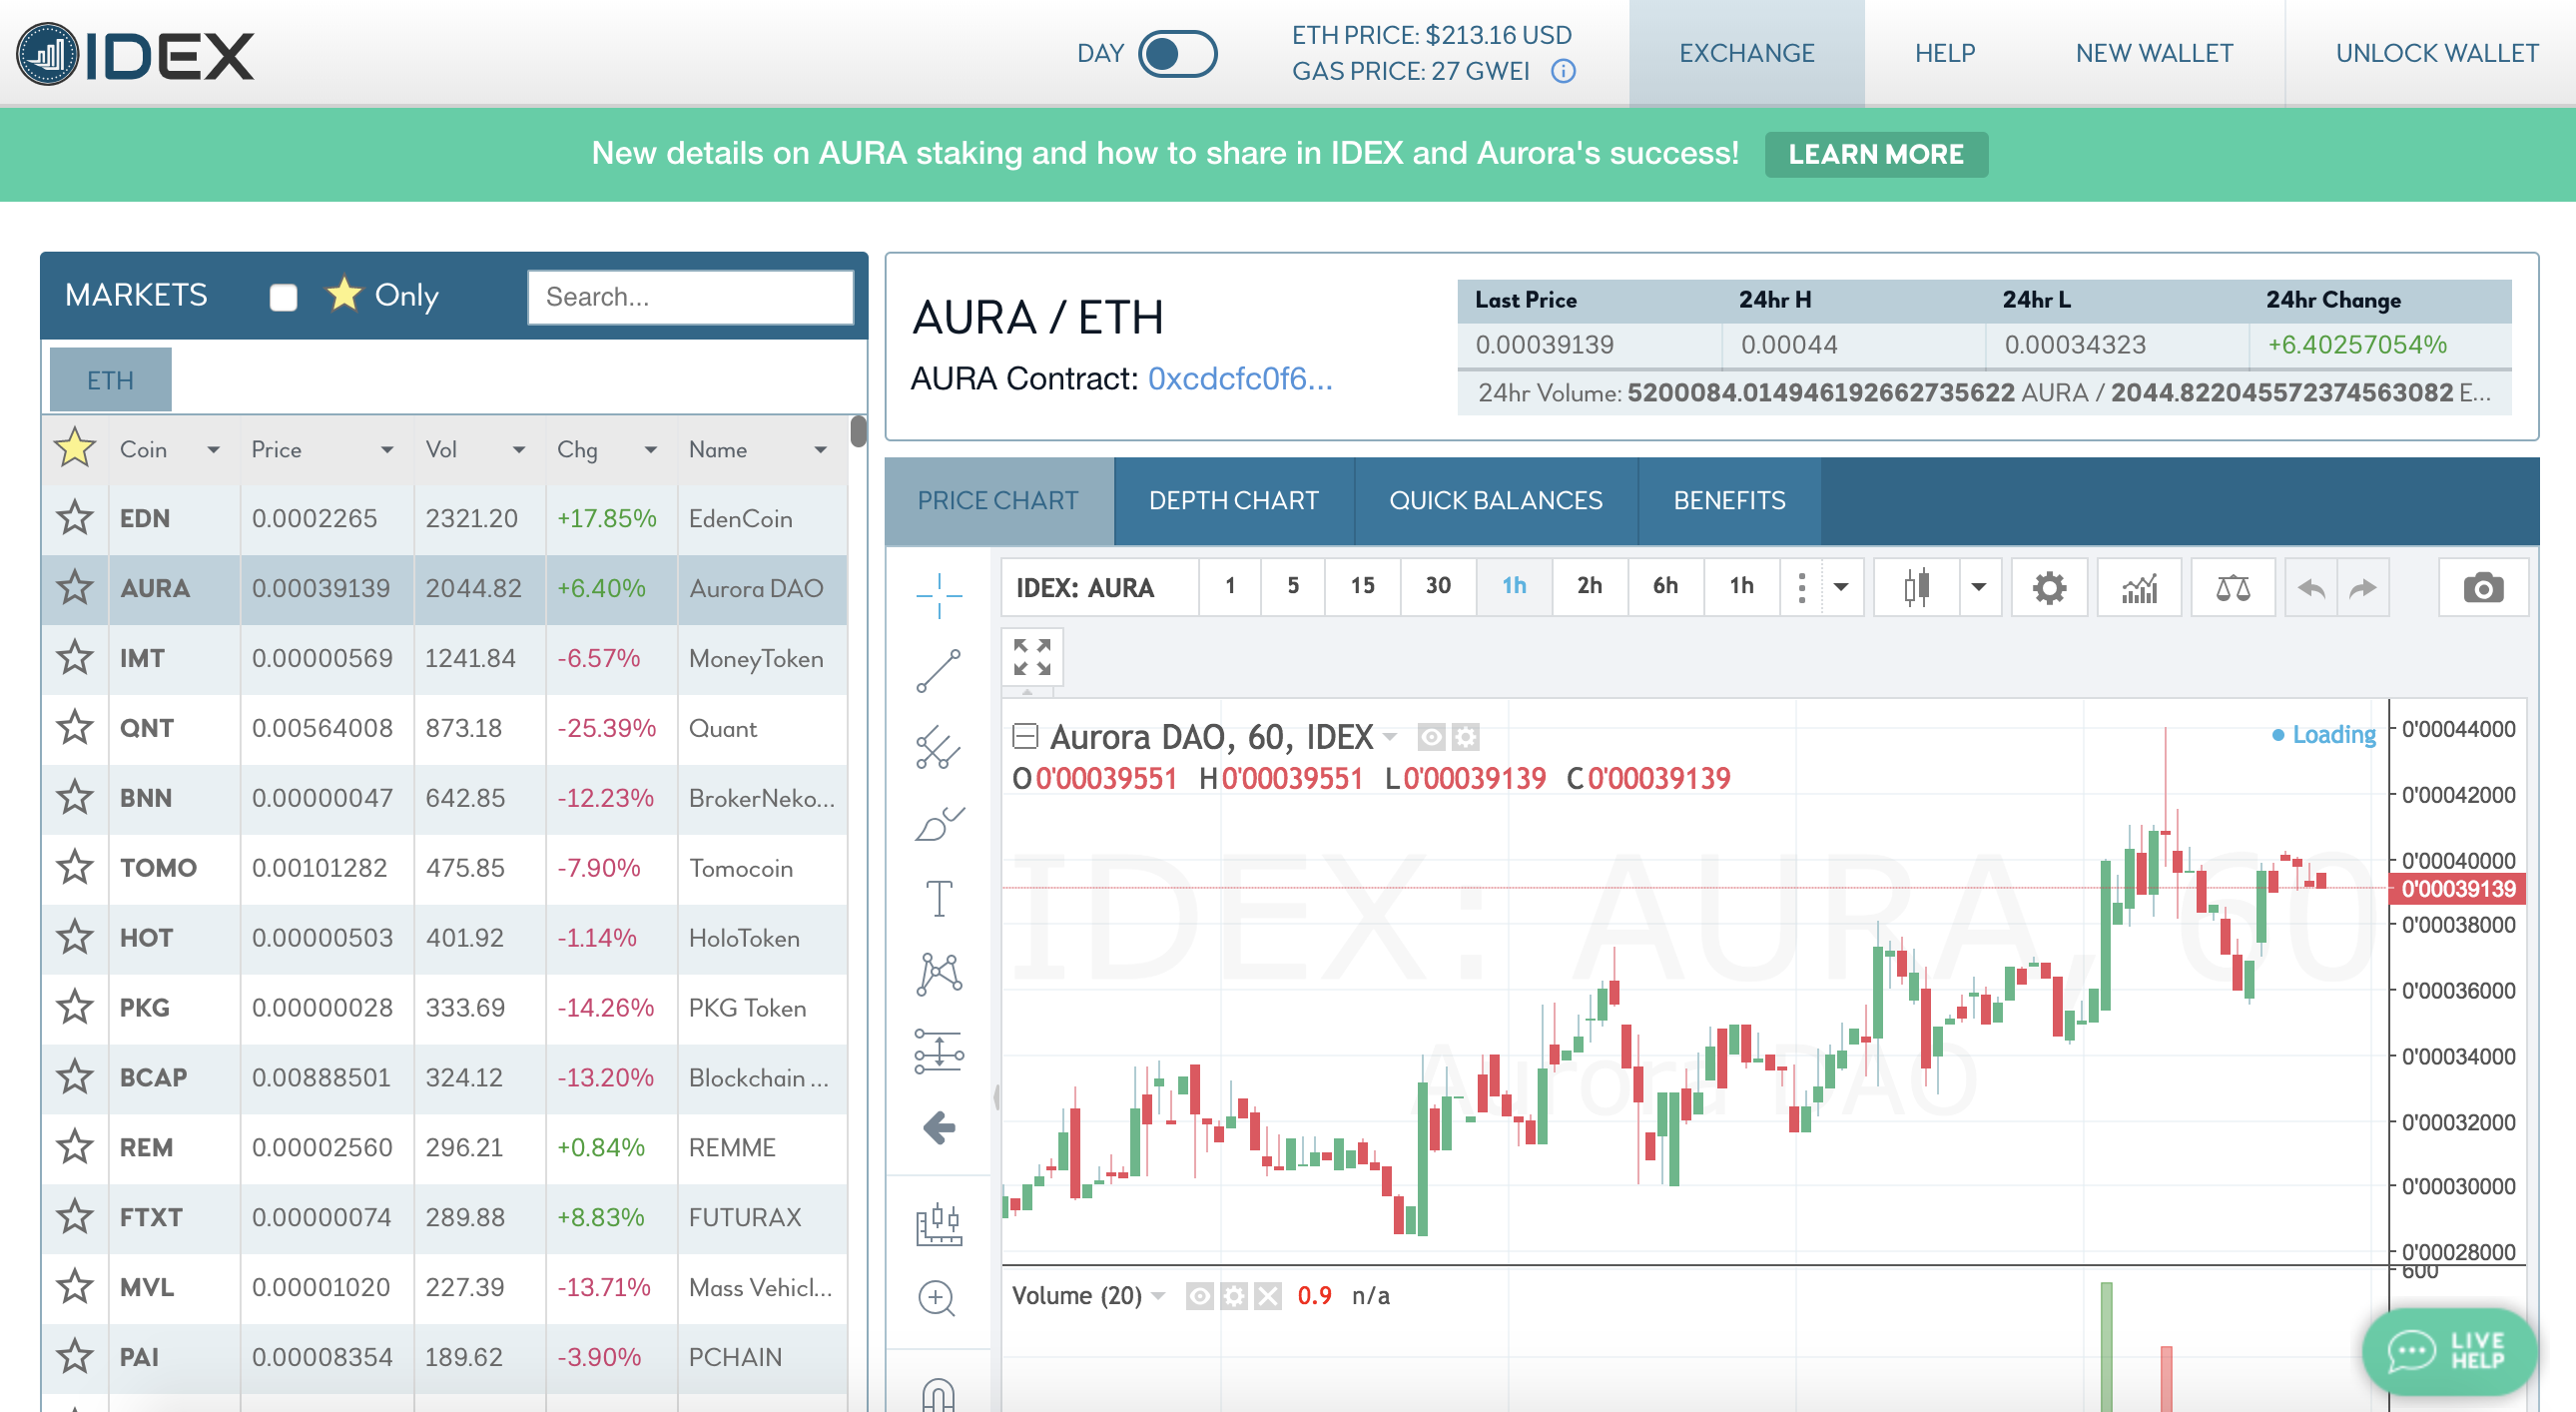 IDEX
DAY
ETH PRICE: $213.16 USD
GAS PRICE: 27 GWEI
EXCHANGE
HELP
NEW WALLET
UNLOCK WALLET
New details on AURA staking and how to share in IDEX and Aurora's success! LEARN MORE
MARKETS Only Search...
ETH
Coin Price Vol Chg Name
EDN 0.0002265 2321.20 +17.85% EdenCoin
AURA 0.00039139 2044.82 +6.40% Aurora DAO
IMT 0.00000569 1241.84 -6.57% MoneyToken
QNT 0.00564008 873.18 -25.39% Quant
BNN 0.00000047 642.85 -12.23% BrokerNeko...
TOMO 0.00101282 475.85 -7.90% Tomocoin
HOT 0.00000503 401.92 -1.14% HoloToken
PKG 0.00000028 333.69 -14.26% PKG Token
BCAP 0.00888501 324.12 -13.20% Blockchain ...
REM 0.00002560 296.21 +0.84% REMME
FTXT 0.00000074 289.88 +8.83% FUTURAX
MVL 0.00001020 227.39 -13.71% Mass Vehicl...
PAI 0.00008354 189.62 -3.90% PCHAIN
AURA / ETH
AURA Contract: 0xcdcfc0f6...
Last Price 24hr H 24hr L 24hr Change
0.00039139 0.00044 0.00034323 +6.40257054%
24hr Volume: 5200084.014946192662735622 AURA / 2044.822045572374563082 E...
PRICE CHART DEPTH CHART QUICK BALANCES BENEFITS
IDEX: AURA 1 5 15 30 1h 2h 6h 1h
Aurora DAO, 60, IDEX
Loading
O 0'00039551 H 0'00039551 L 0'00039139 C 0'00039139
IDEX: AURA, 60
Aurora DAO
0'00044000
0'00042000
0'00040000
0'00039139
0'00038000
0'00036000
0'00034000
0'00032000
0'00030000
0'00028000
600
Volume (20) 0.9 n/a
LIVE
HELP